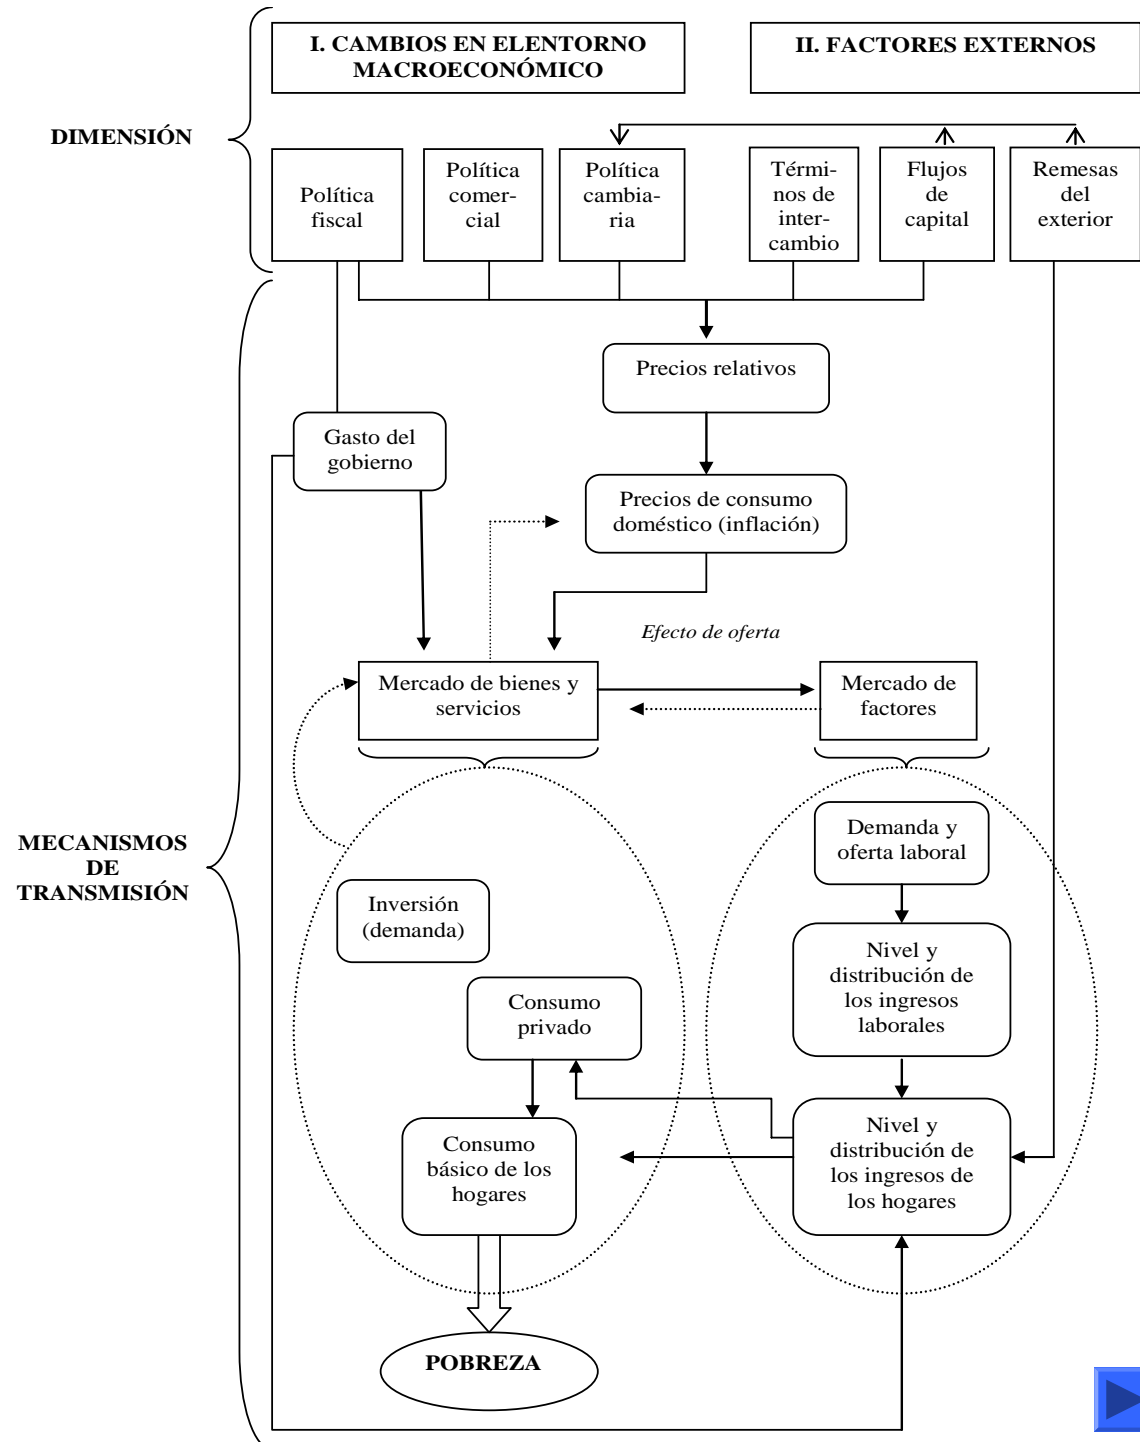 I. CAMBIOS EN ELENTORNO
MACROECONÓMICO
II. FACTORES EXTERNOS
DIMENSIÓN
Política
fiscal
Política
comer-
cial
Política
cambia-
ria
Térmi-
nos de
inter-
cambio
Flujos
de
capital
Remesas
del
exterior
Precios relativos
Gasto del
gobierno
Precios de consumo
doméstico (inflación)
Efecto de oferta
Mercado de bienes y
servicios
Mercado de
factores
MECANISMOS
DE
TRANSMISIÓN
Demanda y
oferta laboral
Inversión
(demanda)
Nivel y
distribución de
los ingresos
laborales
Consumo
privado
Consumo
básico de los
hogares
Nivel y
distribución de
los ingresos de
los hogares
POBREZA